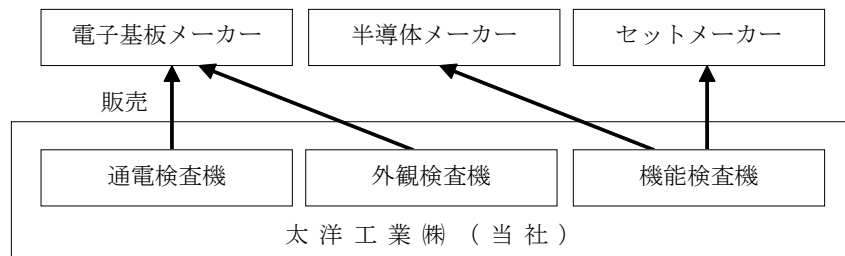 電子基板メーカー 半導体メーカー セットメーカー
販売
通電検査機 外観検査機 機能検査機
太洋工業㈱（当社）